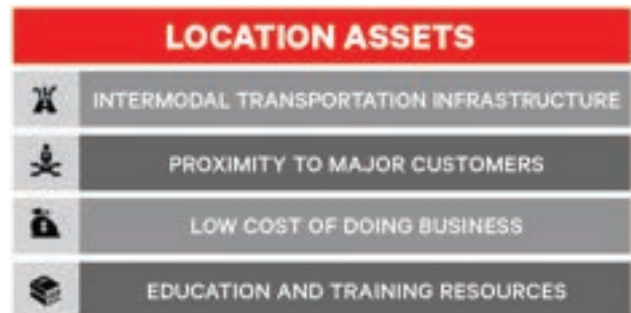 LOCATION ASSETS
INTERMODAL TRANSPORTATION INFRASTRUCTURE
PROXIMITY TO MAJOR CUSTOMERS
LOW COST OF DOING BUSINESS
EDUCATION AND TRAINING RESOURCES